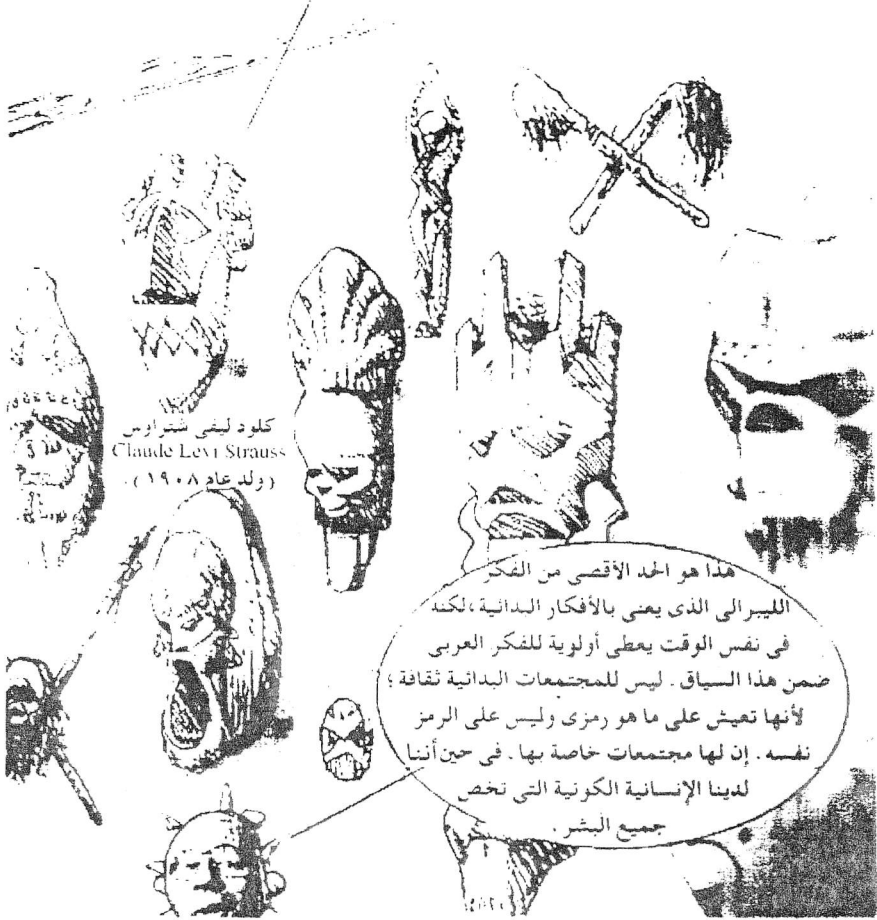 كلود ليفى شتراوس
Claude Levi Strauss
(ولد عام ١٩٠٨).
هذا هو الحد الأقصى من الفكر
الليبرالى الذى يعنى بالأفكار البدائية،لكنه
فى نفس الوقت يعطى أولوية للفكر العربى
ضمن هذا السياق. ليس للمجتمعات البدائية ثقافة ؛
لأنها تعيش على ما هو رمزى وليس على الرمز
نفسه. إن لها مجتمعات خاصة بها. فى حين أننا
لدينا الإنسانية الكونية التى تخص
جميع البشر.